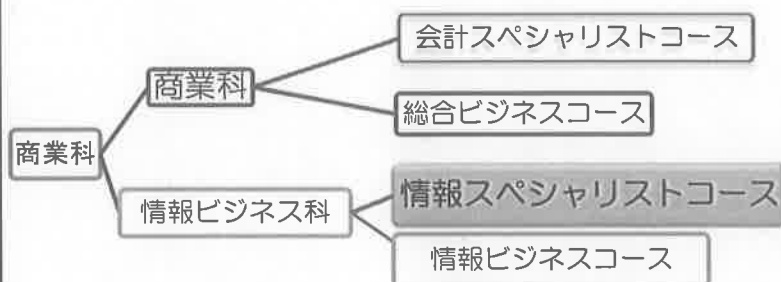 商業科
商業科
会計スペシャリストコース
総合ビジネスコース
情報ビジネス科
情報スペシャリストコース
情報ビジネスコース